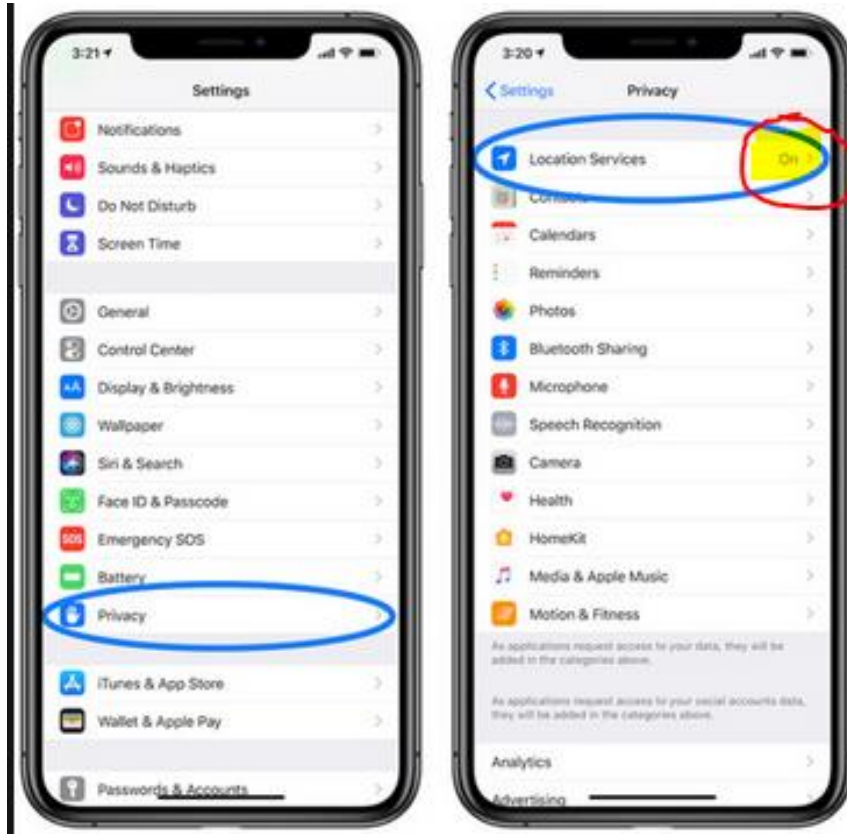 3:21
Settings
Notifications
Sounds & Haptics
Do Not Disturb
Screen Time
General
Control Center
AA
Display & Brightness
Wallpaper
Siri & Search
Face ID & Passcode
SOS
Emergency SOS
Battery
Privacy
iTunes & App Store
Wallet & Apple Pay
Passwords & Accounts
3:20
Settings Privacy
Location Services On
Contacts
Calendars
Reminders
Photos
Bluetooth Sharing
Microphone
Speech Recognition
Camera
Health
HomeKit
Media & Apple Music
Motion & Fitness
As applications request access to your data, they will be
added in the categories above.
As applications request access to your social accounts data,
they will be added in the categories above.
Analytics
Advertising